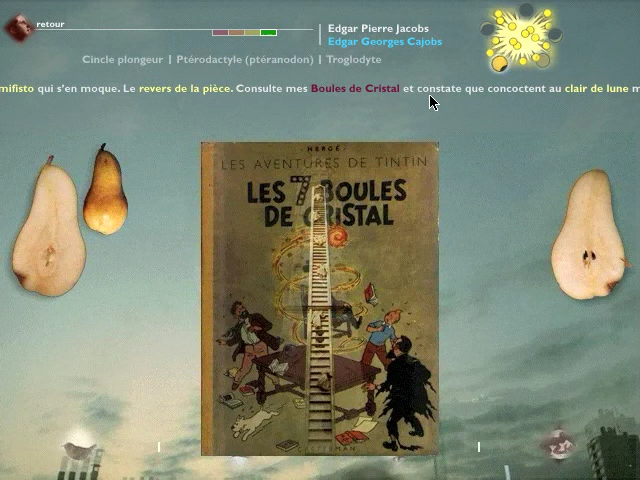 retour
Edgar Pierre Jacobs
Edgar Georges Cajobs
Cincle plongeur | Ptérodactyle (ptéranodon) | Troglodyte
mifisto qui s'en moque. Le revers de la pièce. Consulte mes Boules de Cristal et constate que concoctent au clair de lune m
HERGÉ
LES AVENTURES DE TINTIN
LES 7 BOULES
DE CRISTAL
CASTERMAN